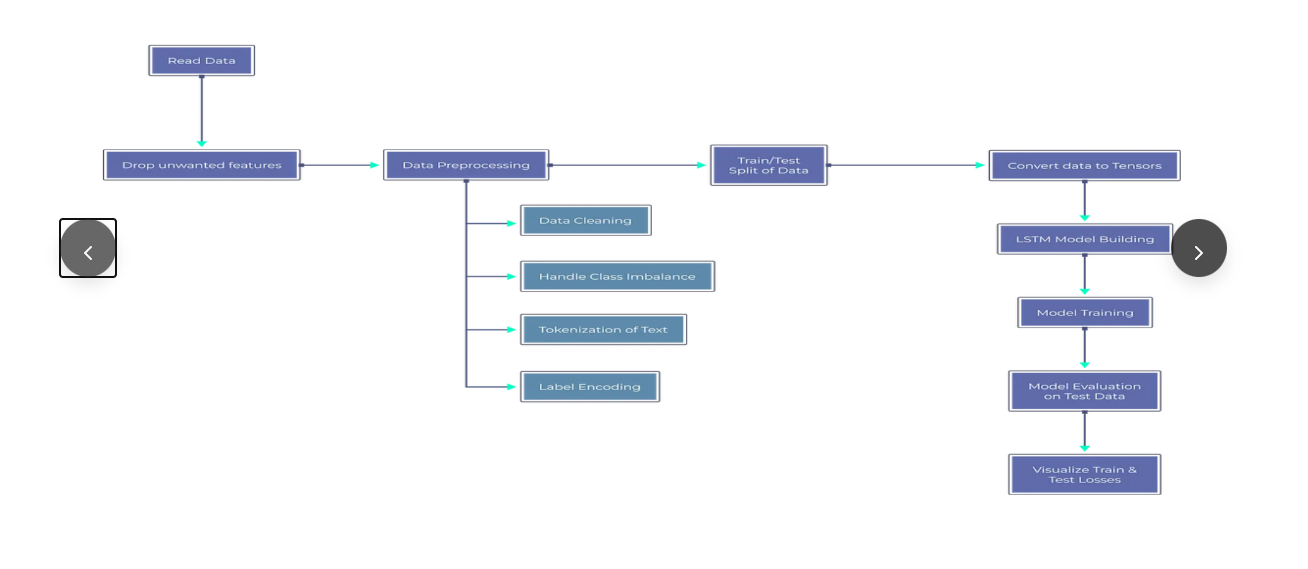 Read Data
Drop unwanted features
Data Preprocessing
Train/Test
Split of Data
Convert data to Tensors
Data Cleaning
Handle Class Imbalance
Tokenization of Text
Label Encoding
LSTM Model Building
Model Training
Model Evaluation
on Test Data
Visualize Train &
Test Losses